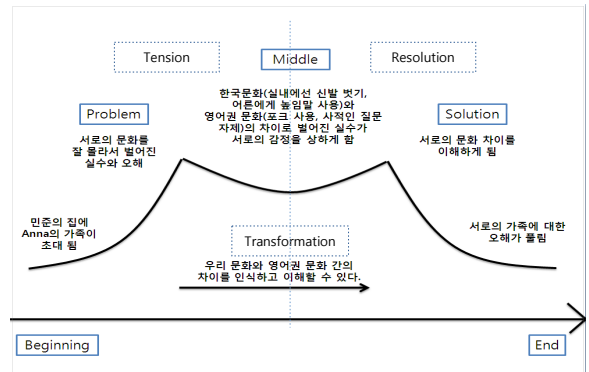 Tension
Middle
Resolution
한국문화(실내에선 신발 벗기,
어른에게 높임말 사용)와
영어권 문화(포크 사용, 사적인 질문
자제)의 차이로 벌어진 실수가
서로의 감정을 상하게 함
Problem
서로의 문화를
잘 몰라서 벌어진
실수와 오해
Solution
서로의 문화 차이를
이해하게 됨
민준의 집에
Anna의 가족이
초대 됨
서로의 가족에 대한
오해가 풀림
Transformation
우리 문화와 영어권 문화 간의
차이를 인식하고 이해할 수 있다.
Beginning
End